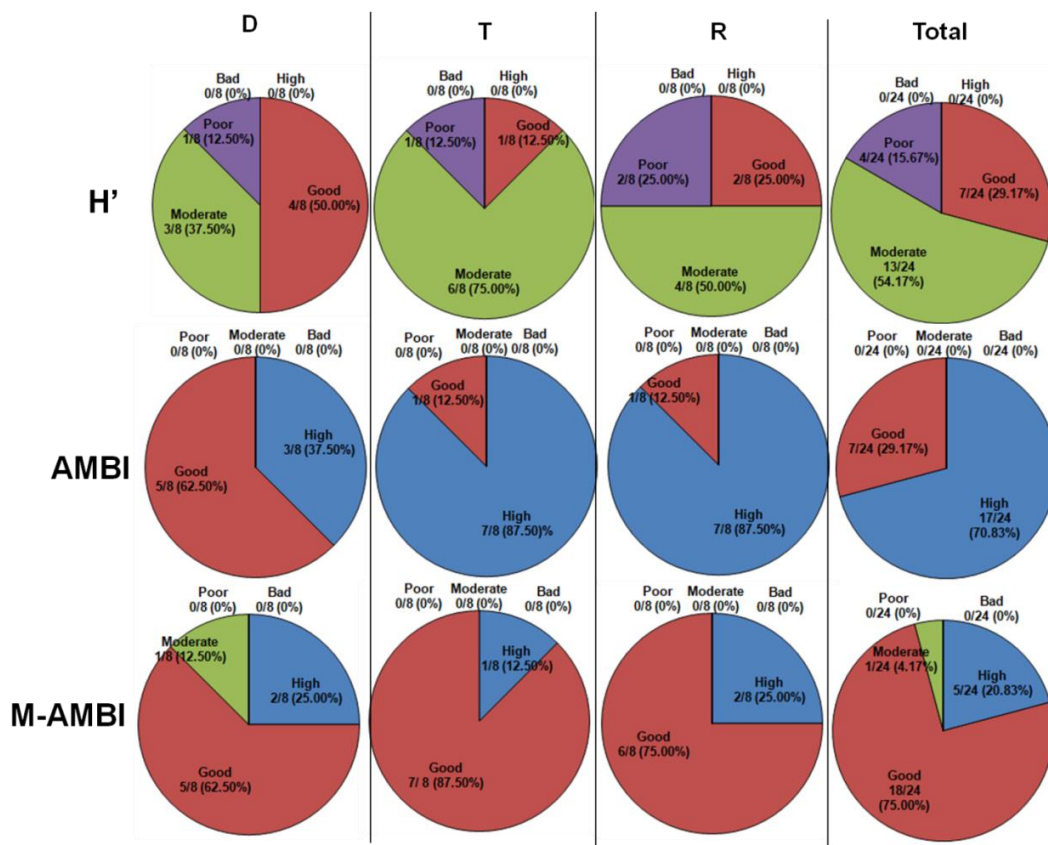 D
T
R
Total
H'
Bad
0/8 (0%)
High
0/8 (0%)
Poor
1/8 (12.50%)
Good
4/8 (50.00%)
Moderate
3/8 (37.50%)
Bad
0/8 (0%)
High
0/8 (0%)
Poor
1/8 (12.50%)
Good
1/8 (12.50%)
Moderate
6/8 (75.00%)
Bad
0/8 (0%)
High
0/8 (0%)
Poor
2/8 (25.00%)
Good
2/8 (25.00%)
Moderate
4/8 (50.00%)
Bad
0/24 (0%)
High
0/24 (0%)
Poor
4/24 (15.67%)
Good
7/24 (29.17%)
Moderate
13/24
(54.17%)
AMBI
Poor
0/8 (0%)
Moderate
0/8 (0%)
Bad
0/8 (0%)
High
3/8 (37.50%)
Good
5/8 (62.50%)
Poor
0/8 (0%)
Moderate
0/8 (0%)
Bad
0/8 (0%)
Good
1/8 (12.50%)
High
7/8 (87.50)%
Poor
0/8 (0%)
Moderate
0/8 (0%)
Bad
0/8 (0%)
Good
1/8 (12.50%)
High
7/8 (87.50%)
Poor
0/24 (0%)
Moderate
0/24 (0%)
Bad
0/24 (0%)
Good
7/24
(29.17%)
High
17/24
(70.83%)
M-AMBI
Poor
0/8 (0%)
Bad
0/8 (0%)
Moderate
1/8 (12.50%)
High
2/8 (25.00%)
Good
5/8 (62.50%)
Poor
0/8 (0%)
Moderate
0/8 (0%)
Bad
0/8 (0%)
High
1/8 (12.50%)
Good
7/ 8 (87.50%)
Poor
0/8 (0%)
Moderate
0/8 (0%)
Bad
0/8 (0%)
High
2/8 (25.00%)
Good
6/8 (75.00%)
Poor
0/24 (0%)
Bad
0/24 (0%)
Moderate
1/24 (4.17%)
High
5/24 (20.83%)
Good
18/24
(75.00%)